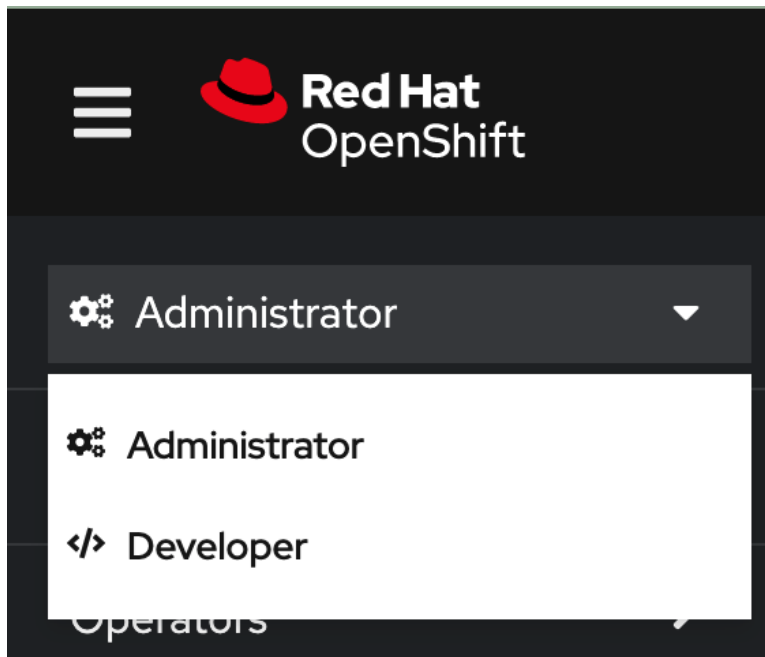 Red Hat
OpenShift
Administrator
Administrator
</> Developer
Operators